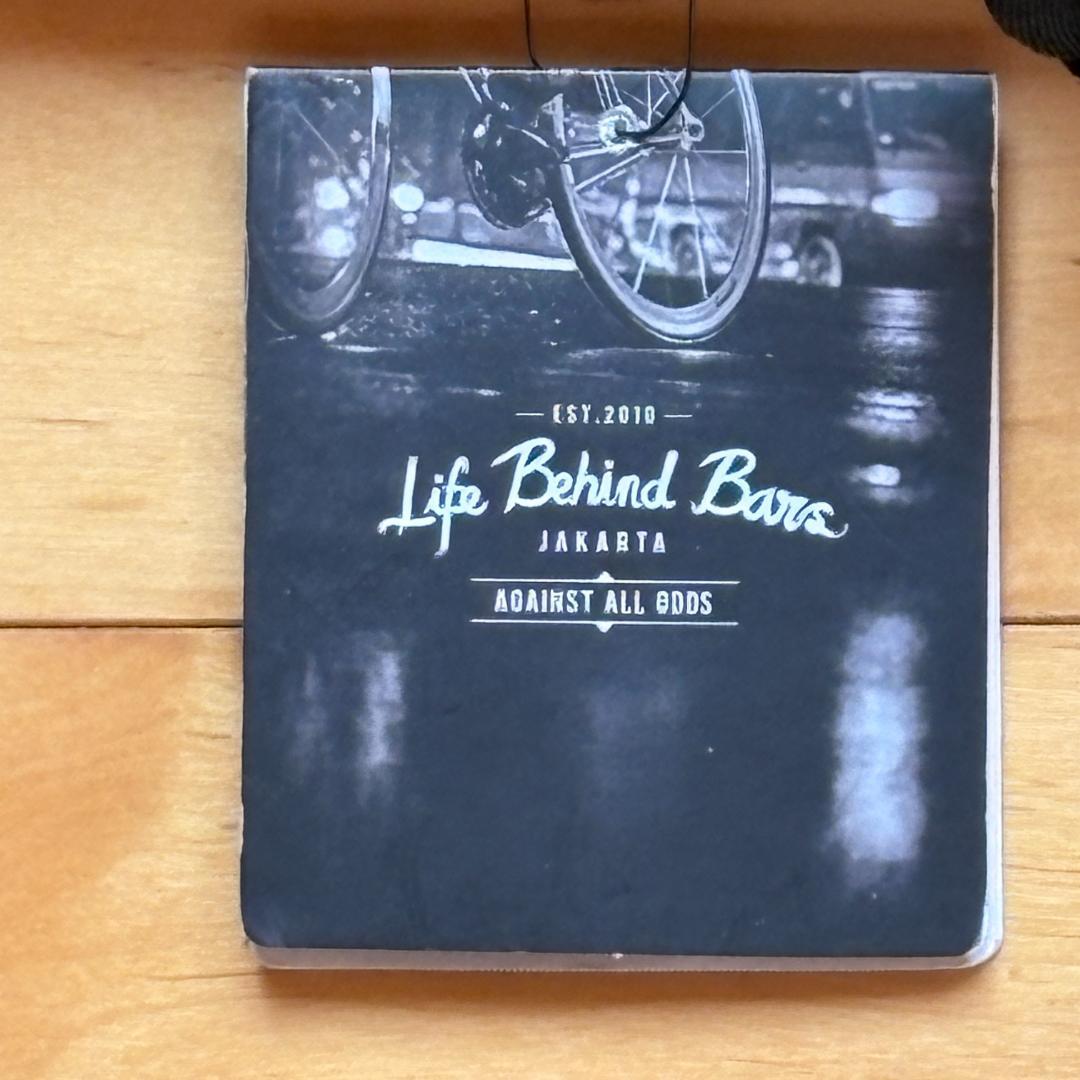 EST.2010
Life Behind Bars
JAKARTA
AGAINST ALL ODDS